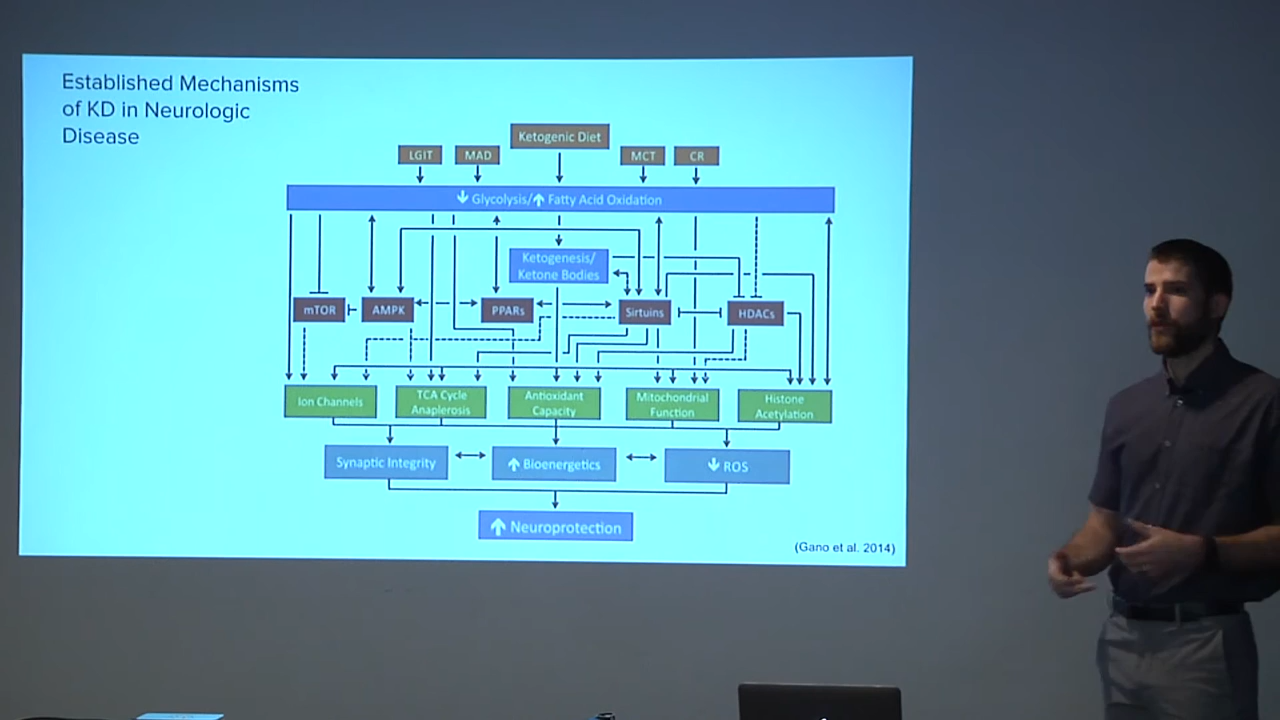 Established Mechanisms
of KD in Neurologic
Disease
Ketogenic Diet
LGIT
MAD
MCT
CR
↓ Glycolysis/↑ Fatty Acid Oxidation
Ketogenesis/
Ketone Bodies
mTOR
AMPK
PPARs
Sirtuins
HDACs
Ion Channels
TCA Cycle
Anaplerosis
Antioxidant
Capacity
Mitochondrial
Function
Histone
Acetylation
Synaptic Integrity
↑ Bioenergetics
↓ ROS
↑ Neuroprotection
(Gano et al. 2014)